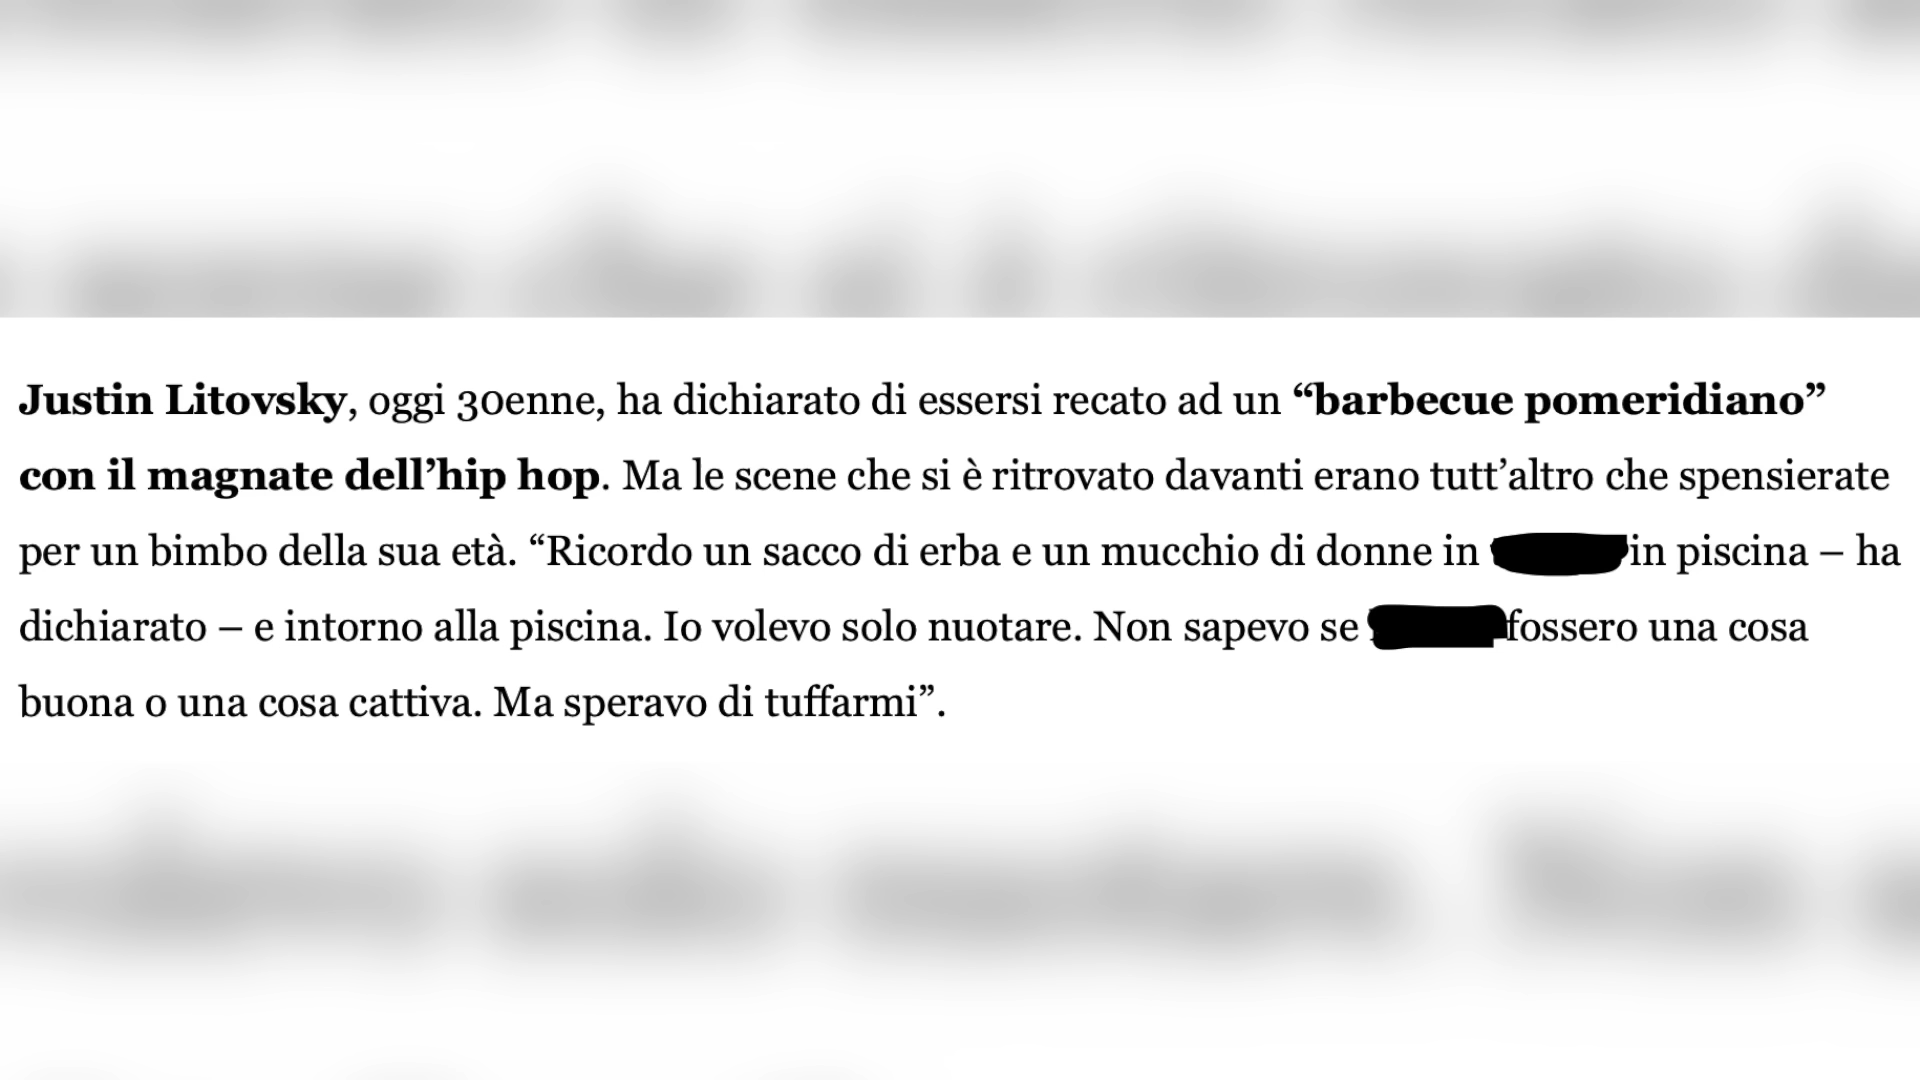 Justin Litovsky, oggi 30enne, ha dichiarato di essersi recato ad un “barbecue pomeridiano”
con il magnate dell’hip hop. Ma le scene che si è ritrovato davanti erano tutt’altro che spensierate
per un bimbo della sua età. “Ricordo un sacco di erba e un mucchio di donne in in piscina – ha
dichiarato – e intorno alla piscina. Io volevo solo nuotare. Non sapevo se fossero una cosa
buona o una cosa cattiva. Ma speravo di tuffarmi”.